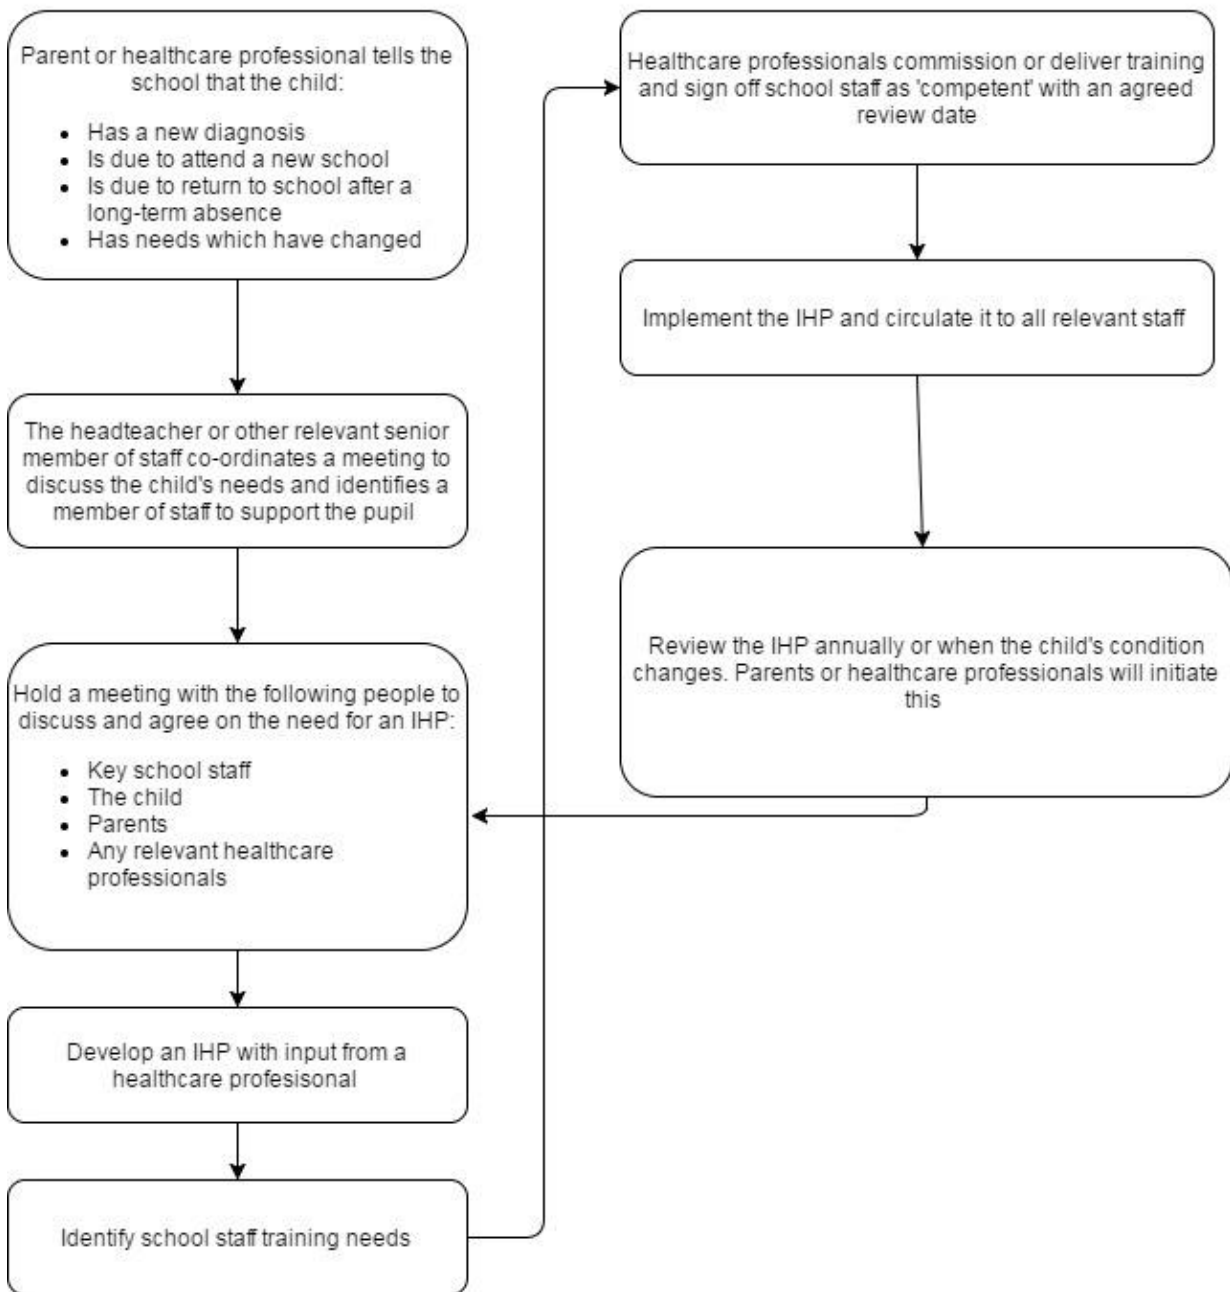 Parent or healthcare professional tells the
school that the child:
• Has a new diagnosis
• Is due to attend a new school
• Is due to return to school after a
long-term absence
• Has needs which have changed
The headteacher or other relevant senior
member of staff co-ordinates a meeting to
discuss the child's needs and identifies a
member of staff to support the pupil
Hold a meeting with the following people to
discuss and agree on the need for an IHP:
• Key school staff
• The child
• Parents
• Any relevant healthcare
professionals
Develop an IHP with input from a
healthcare profesisonal
Identify school staff training needs
Healthcare professionals commission or deliver training
and sign off school staff as 'competent' with an agreed
review date
Implement the IHP and circulate it to all relevant staff
Review the IHP annually or when the child's condition
changes. Parents or healthcare professionals will initiate
this